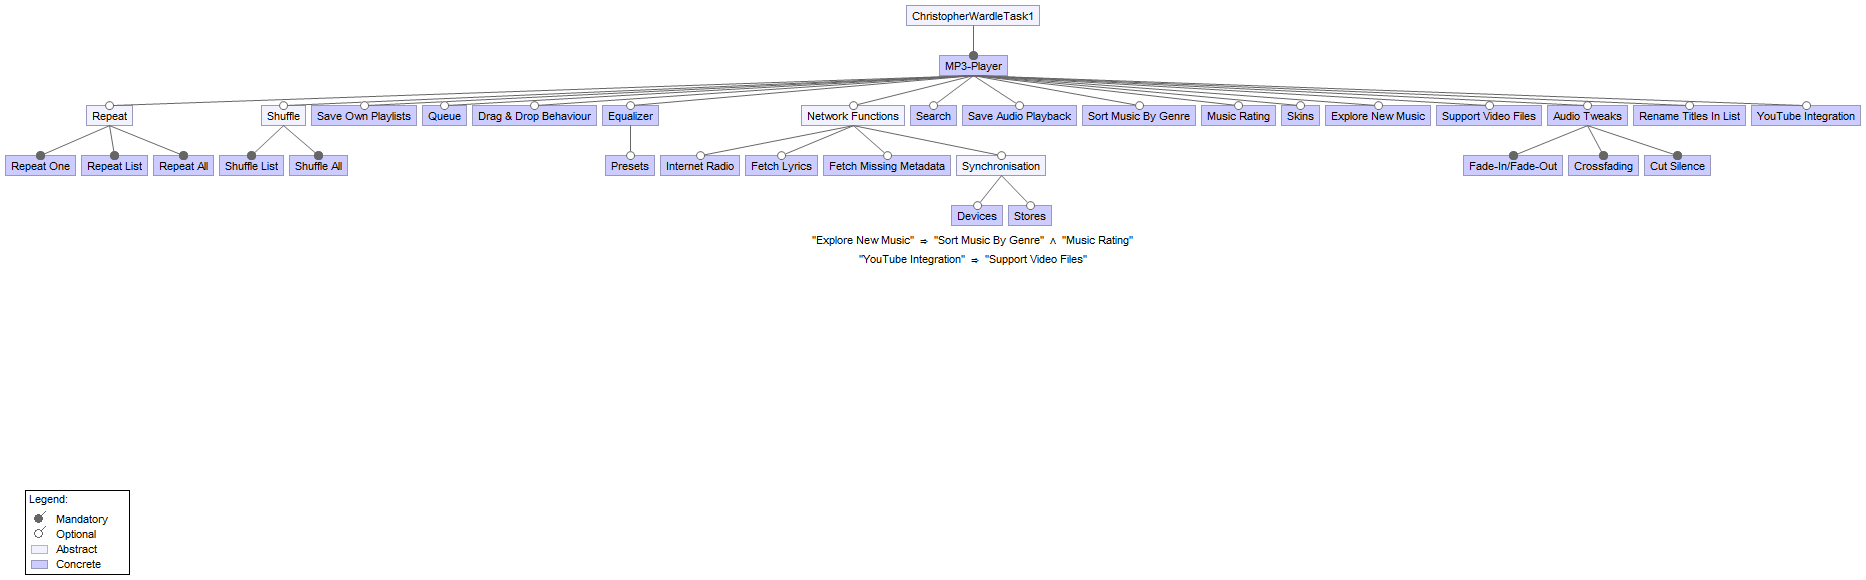 ChristopherWardleTask1
MP3-Player
Repeat
Shuffle
Save Own Playlists
Queue
Drag & Drop Behaviour
Equalizer
Network Functions
Search
Save Audio Playback
Sort Music By Genre
Music Rating
Skins
Explore New Music
Support Video Files
Audio Tweaks
Rename Titles In List
YouTube Integration
Repeat One
Repeat List
Repeat All
Shuffle List
Shuffle All
Presets
Internet Radio
Fetch Lyrics
Fetch Missing Metadata
Synchronisation
Fade-In/Fade-Out
Crossfading
Cut Silence
Devices
Stores
"Explore New Music" ⇒ "Sort Music By Genre" ∧ "Music Rating"
"YouTube Integration" ⇒ "Support Video Files"
Legend:
Mandatory
Optional
Abstract
Concrete